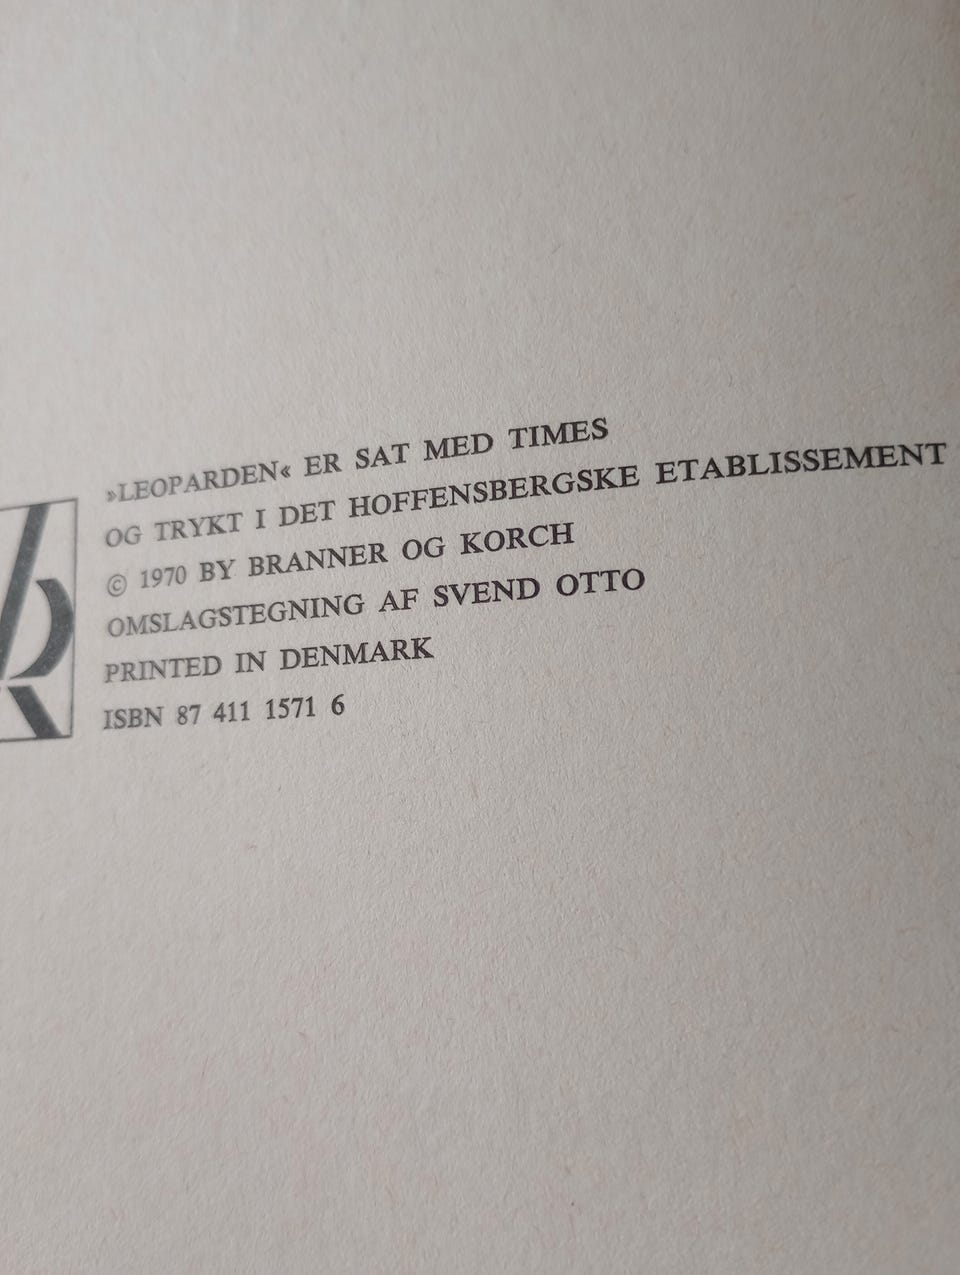 »LEOPARDEN« ER SAT MED TIMES
OG TRYKT I DET HOFFENSBERGSKE ETABLISSEMENT
© 1970 BY BRANNER OG KORCH
OMSLAGSTEGNING AF SVEND OTTO
PRINTED IN DENMARK
ISBN 87 411 1571 6